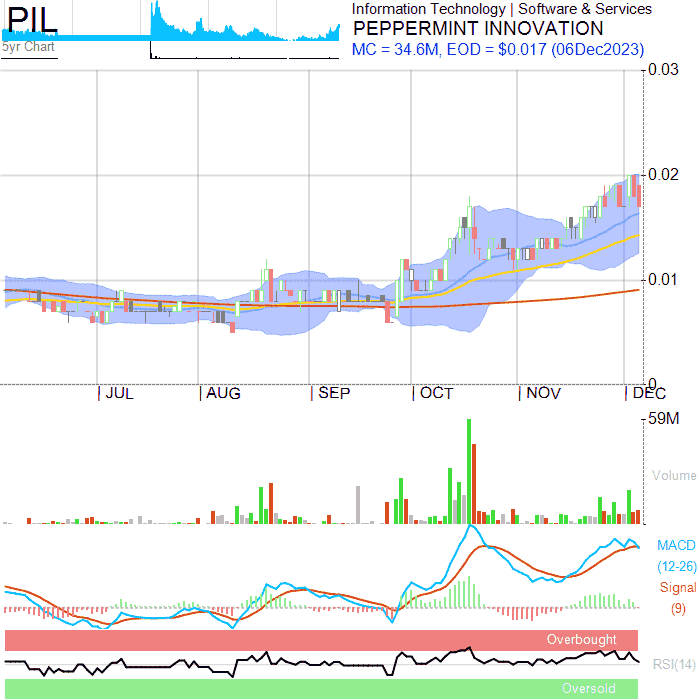 PIL
5yr Chart
Information Technology | Software & Services
PEPPERMINT INNOVATION
MC = 34.6M, EOD = $0.017 (06Dec2023)
0.03
0.02
0.01
0
JUL
AUG
SEP
OCT
NOV
DEC
59M
Volume
MACD
(12-26)
Signal
(9)
Overbought
RSI(14)
Oversold